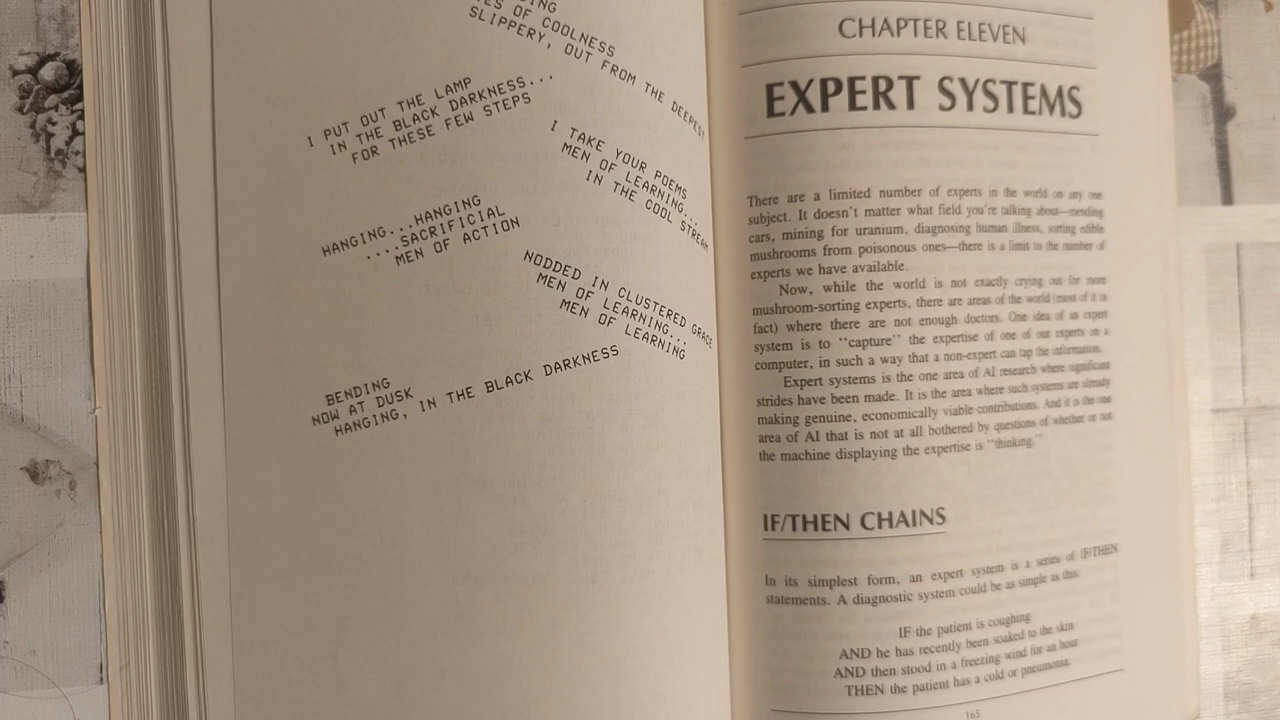 ING
ES OF COOLNESS
SLIPPERY, OUT FROM THE DEEPEST
I PUT OUT THE LAMP
IN THE BLACK DARKNESS...
FOR THESE FEW STEPS
I TAKE YOUR POEMS
MEN OF LEARNING...
IN THE COOL STREAM
HANGING...HANGING
....SACRIFICIAL
MEN OF ACTION
NODDED IN CLUSTERED GRACE
MEN OF LEARNING...
MEN OF LEARNING
BENDING
NOW AT DUSK
HANGING, IN THE BLACK DARKNESS
CHAPTER ELEVEN
EXPERT SYSTEMS
There are a limited number of experts in the world on any one
subject. It doesn't matter what field you're talking about—mending
cars, mining for uranium, diagnosing human illness, sorting edible
mushrooms from poisonous ones—there is a limit to the number of
experts we have available.
Now, while the world is not exactly crying out for more
mushroom-sorting experts, there are areas of the world (most of it in
fact) where there are not enough doctors. One idea of an expert
system is to "capture" the expertise of one of our experts on a
computer, in such a way that a non-expert can tap the information.
Expert systems is the one area of AI research where significant
strides have been made. It is the area where such systems are already
making genuine, economically viable contributions. And it is the one
area of AI that is not at all bothered by questions of whether or not
the machine displaying the expertise is "thinking."
IF/THEN CHAINS
In its simplest form, an expert system is a series of IF/THEN
statements. A diagnostic system could be as simple as this:
IF the patient is coughing
AND he has recently been soaked to the skin
AND then stood in a freezing wind for an hour
THEN the patient has a cold or pneumonia.
165